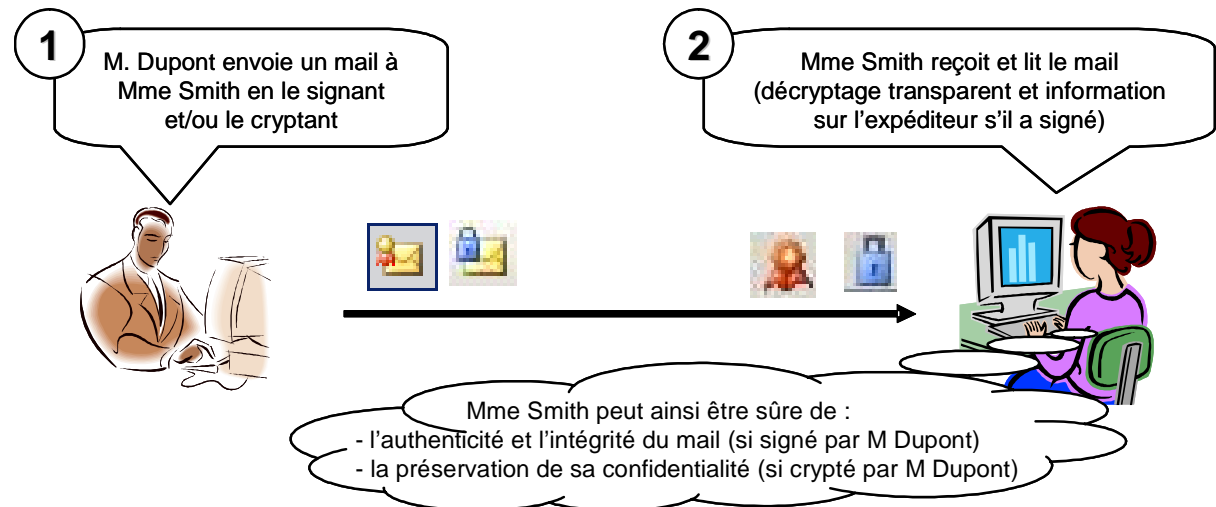 1
M. Dupont envoie un mail à
Mme Smith en le signant
et/ou le cryptant
2
Mme Smith reçoit et lit le mail
(décryptage transparent et information
sur l'expéditeur s'il a signé)
Mme Smith peut ainsi être sûre de :
- l'authenticité et l'intégrité du mail (si signé par M Dupont)
- la préservation de sa confidentialité (si crypté par M Dupont)